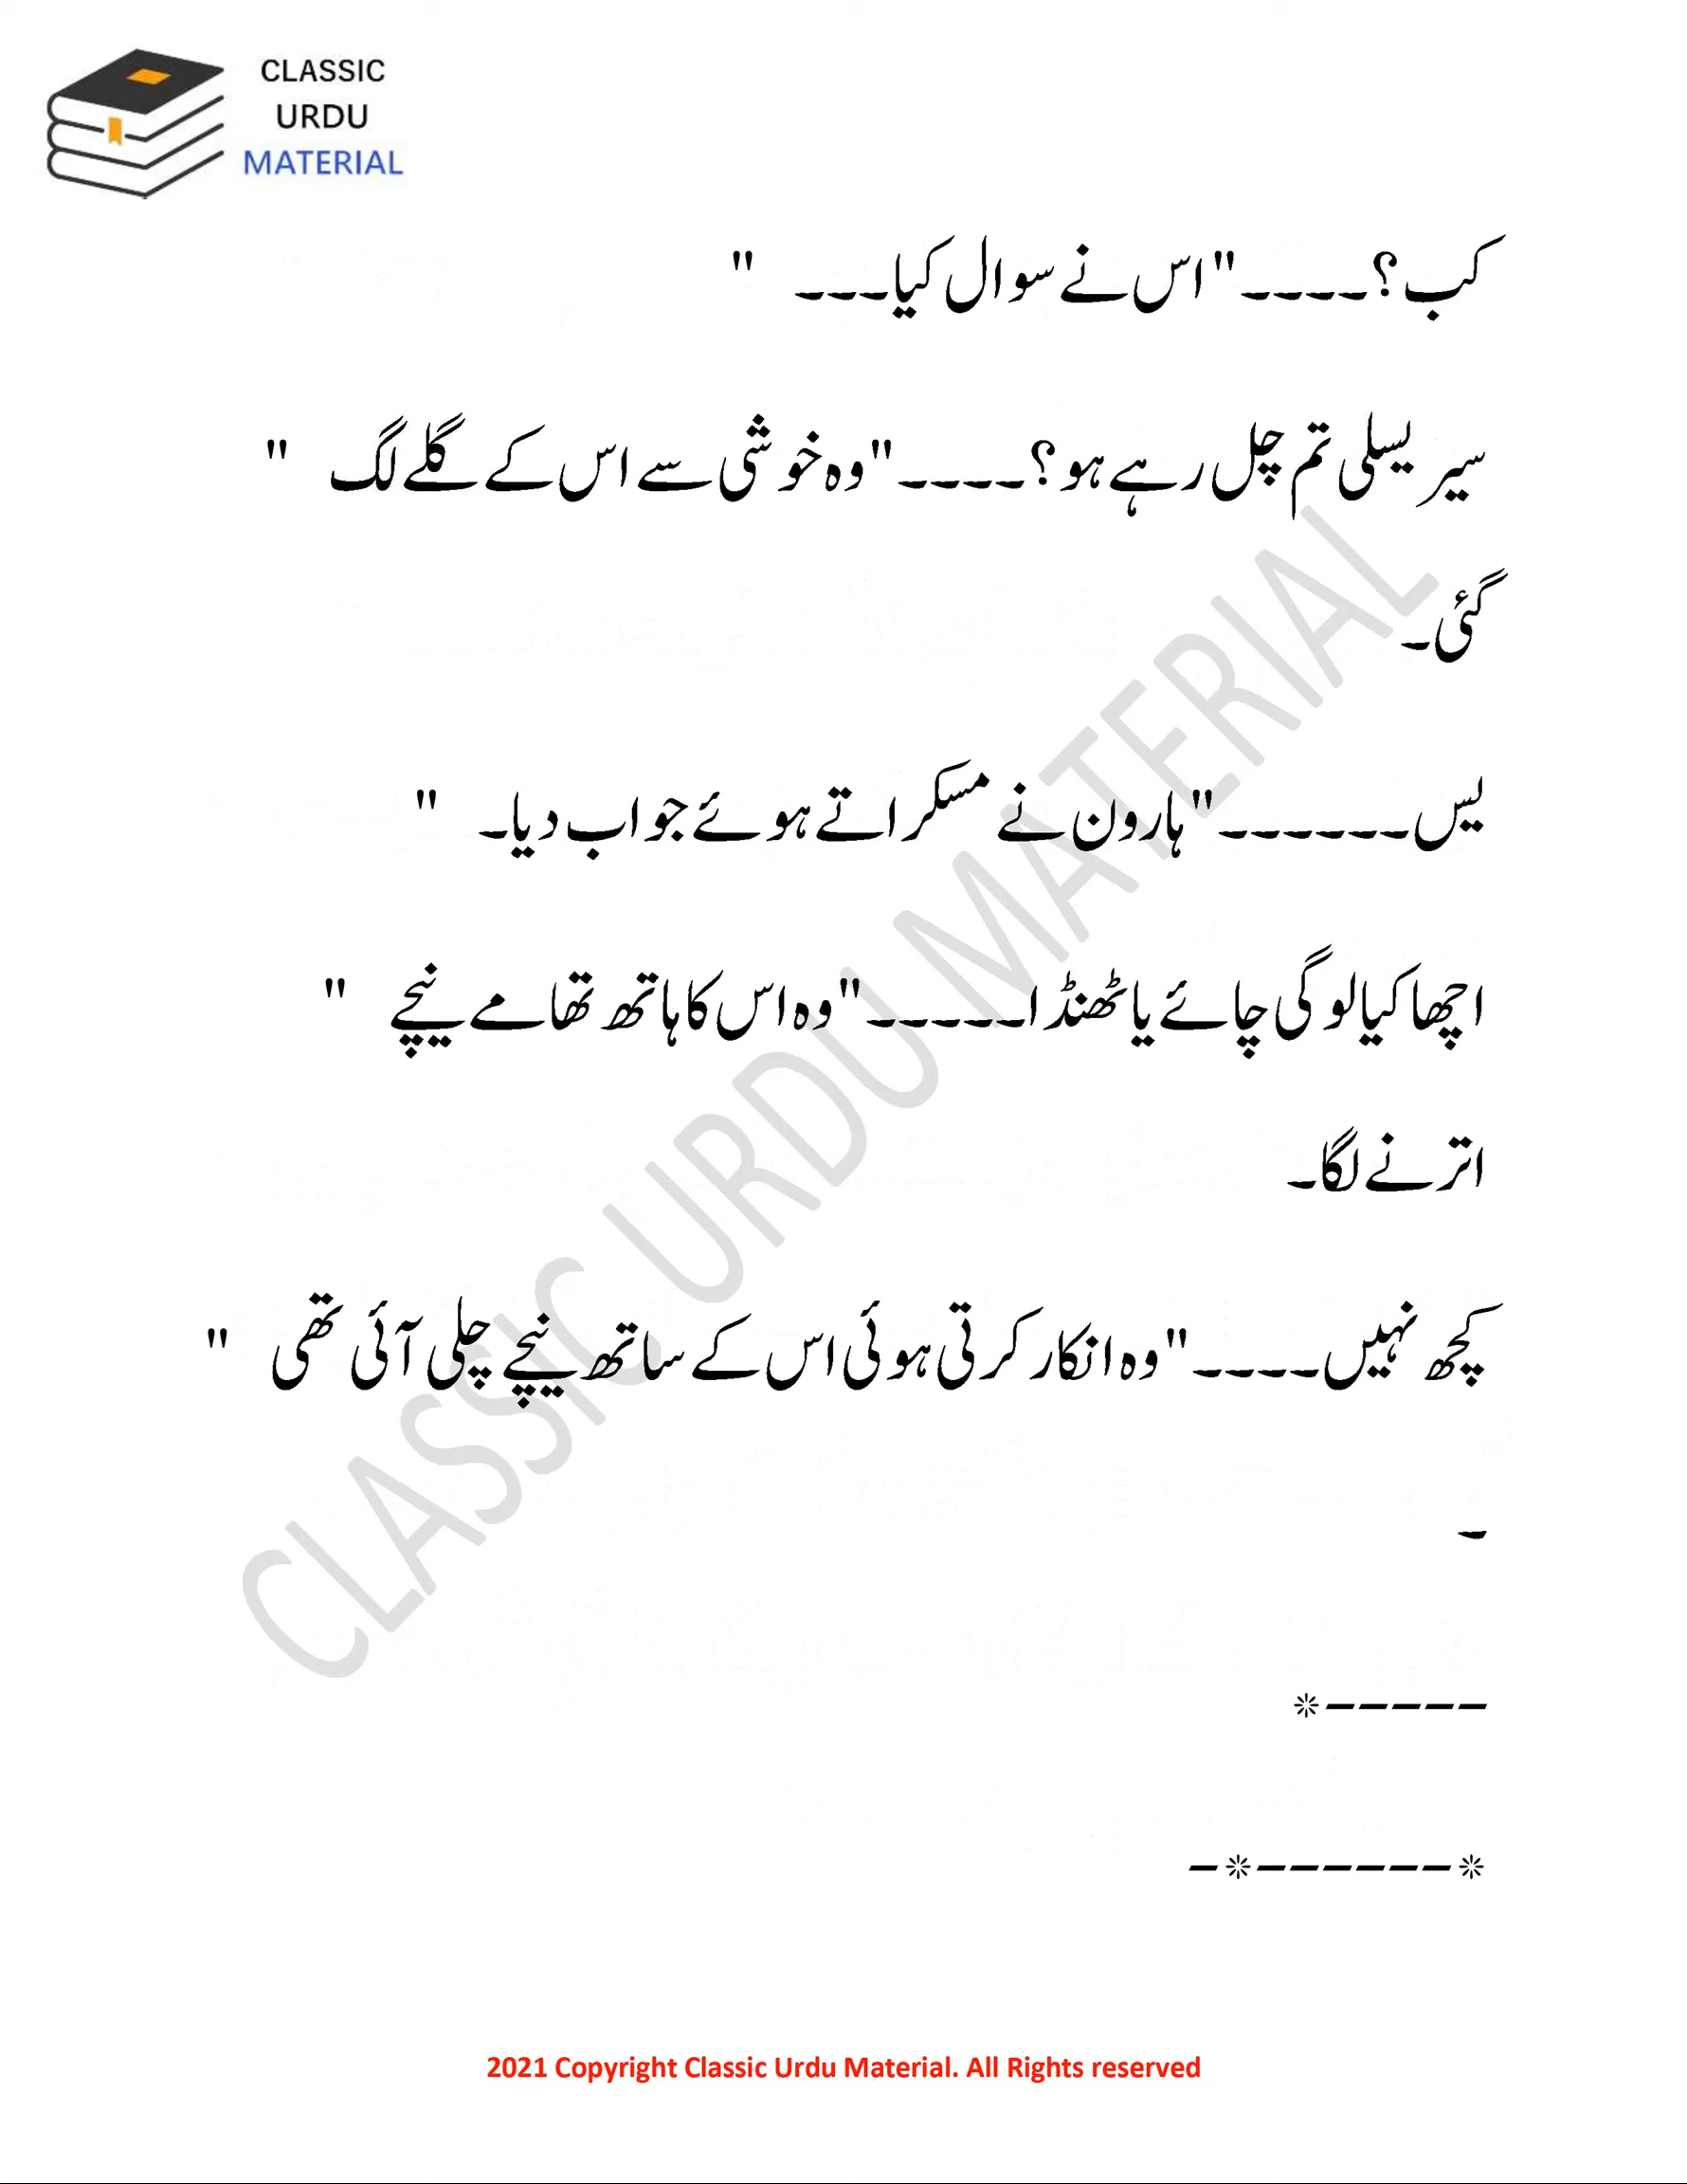 CLASSIC
URDU
MATERIAL
کب؟۔۔۔۔"اس نے سوال کیا۔۔۔ "
سیریسلی تم چل رہے ہو؟۔۔۔۔"وہ خوشی سے اس کے گلے لگ "
گئی۔
یس۔۔۔۔۔۔"ہارون نے مسکراتے ہوئے جواب دیا۔ "
اچھا کیا لو گی چائے یا ٹھنڈا۔۔۔۔۔"وہ اس کا ہاتھ تھامے نیچے "
اترنے لگا۔
کچھ نہیں۔۔۔۔"وہ انکار کرتی ہوئی اس کے ساتھ نیچے چلی آئی تھی "
۔
-----*
*------*-
CLASSIC URDU MATERIAL
2021 Copyright Classic Urdu Material. All Rights reserved